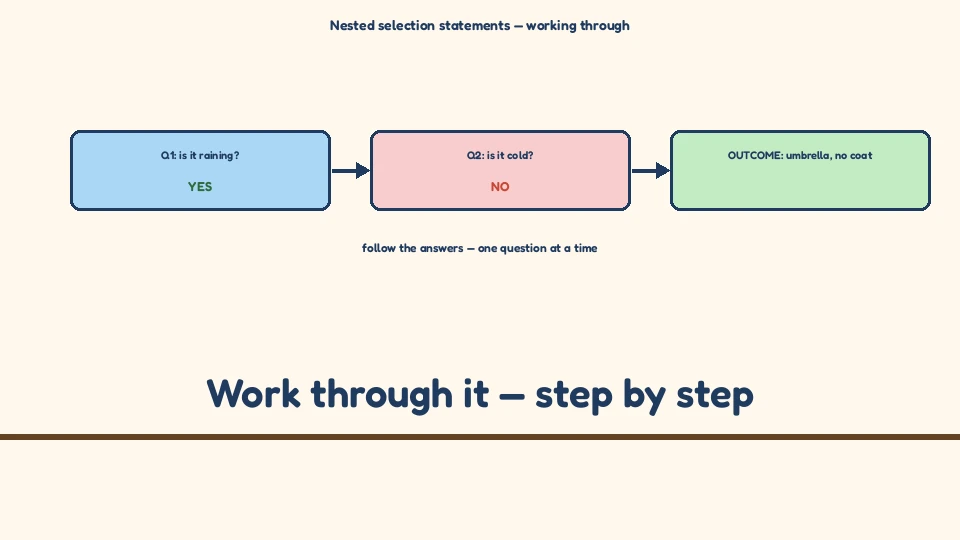 Nested selection statements — working through
Q1: is it raining?
YES
Q2: is it cold?
NO
OUTCOME: umbrella, no coat
follow the answers — one question at a time
Work through it — step by step